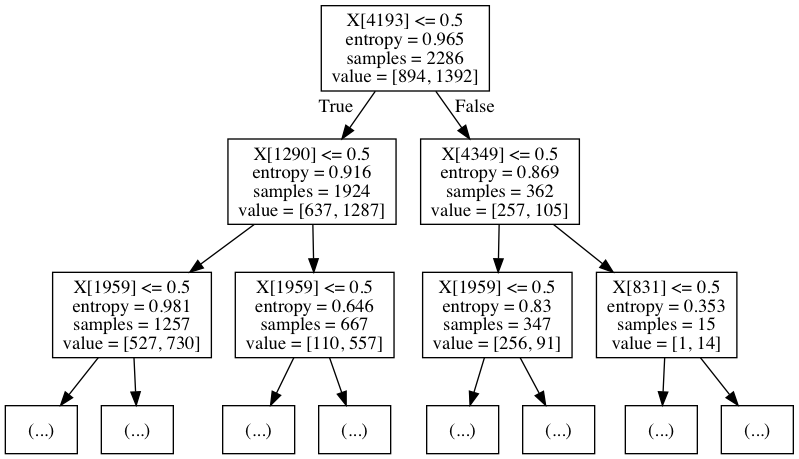 X[4193] <= 0.5
entropy = 0.965
samples = 2286
value = [894, 1392]
True
False
X[1290] <= 0.5
entropy = 0.916
samples = 1924
value = [637, 1287]
X[4349] <= 0.5
entropy = 0.869
samples = 362
value = [257, 105]
X[1959] <= 0.5
entropy = 0.981
samples = 1257
value = [527, 730]
X[1959] <= 0.5
entropy = 0.646
samples = 667
value = [110, 557]
X[1959] <= 0.5
entropy = 0.83
samples = 347
value = [256, 91]
X[831] <= 0.5
entropy = 0.353
samples = 15
value = [1, 14]
(...)
(...)
(...)
(...)
(...)
(...)
(...)
(...)